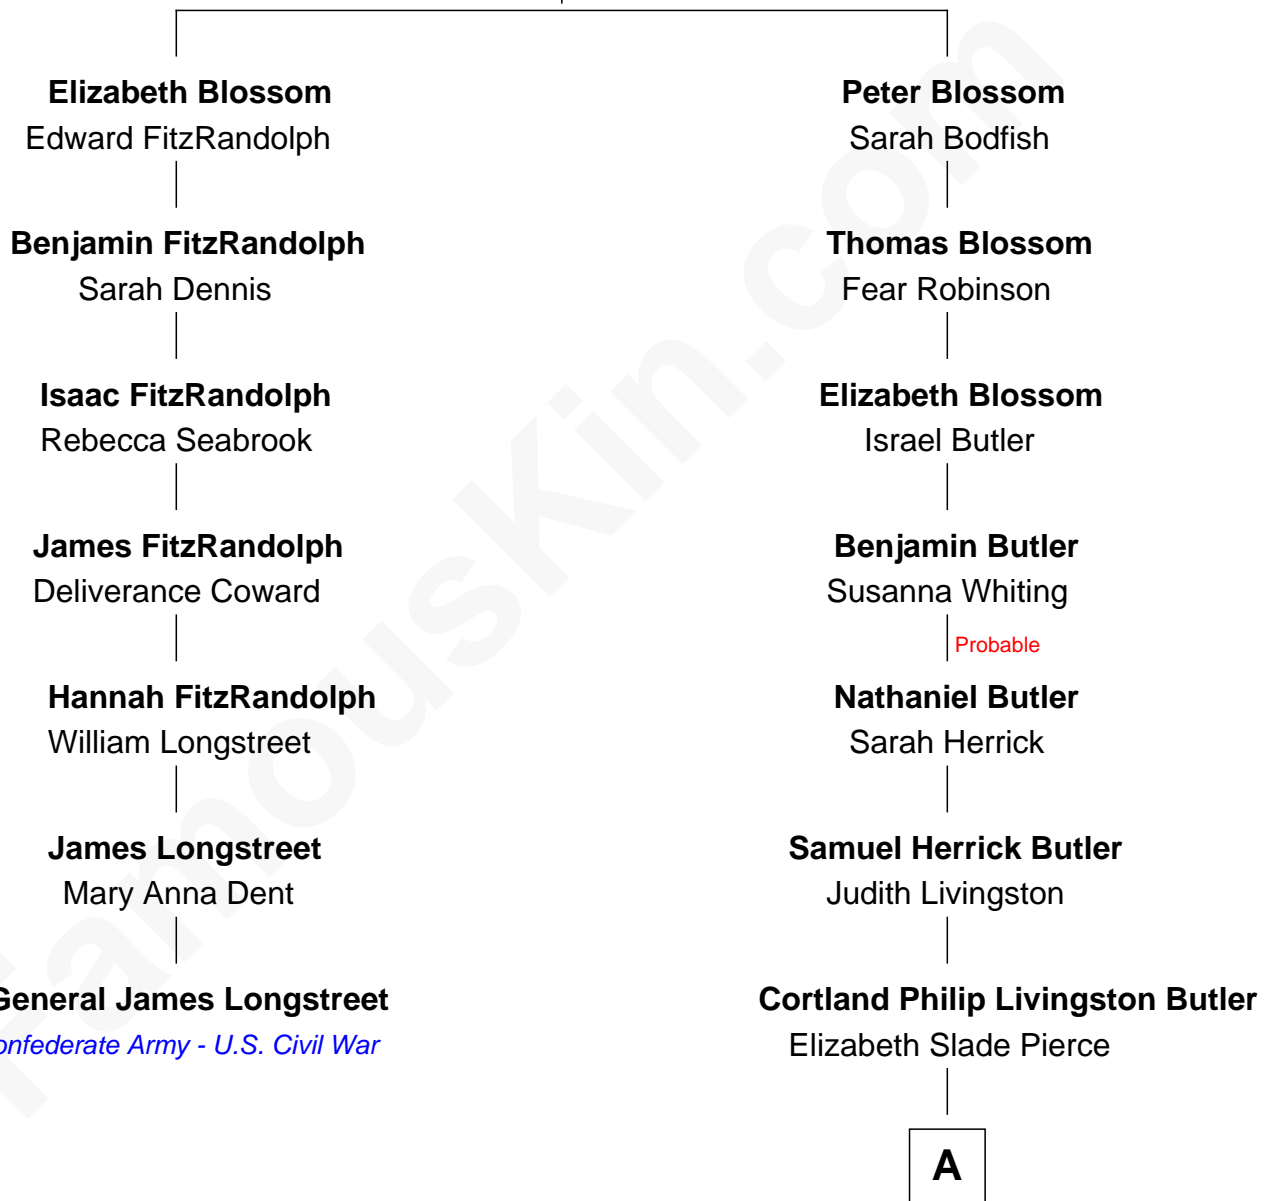 Elizabeth Blossom
Edward FitzRandolph
Benjamin FitzRandolph
Sarah Dennis
Isaac FitzRandolph
Rebecca Seabrook
James FitzRandolph
Deliverance Coward
Hannah FitzRandolph
William Longstreet
James Longstreet
Mary Anna Dent
General James Longstreet
onfederate Army - U.S. Civil War
Peter Blossom
Sarah Bodfish
Thomas Blossom
Fear Robinson
Elizabeth Blossom
Israel Butler
Benjamin Butler
Susanna Whiting
Probable
Nathaniel Butler
Sarah Herrick
Samuel Herrick Butler
Judith Livingston
Cortland Philip Livingston Butler
Elizabeth Slade Pierce
A
FamousKin.com